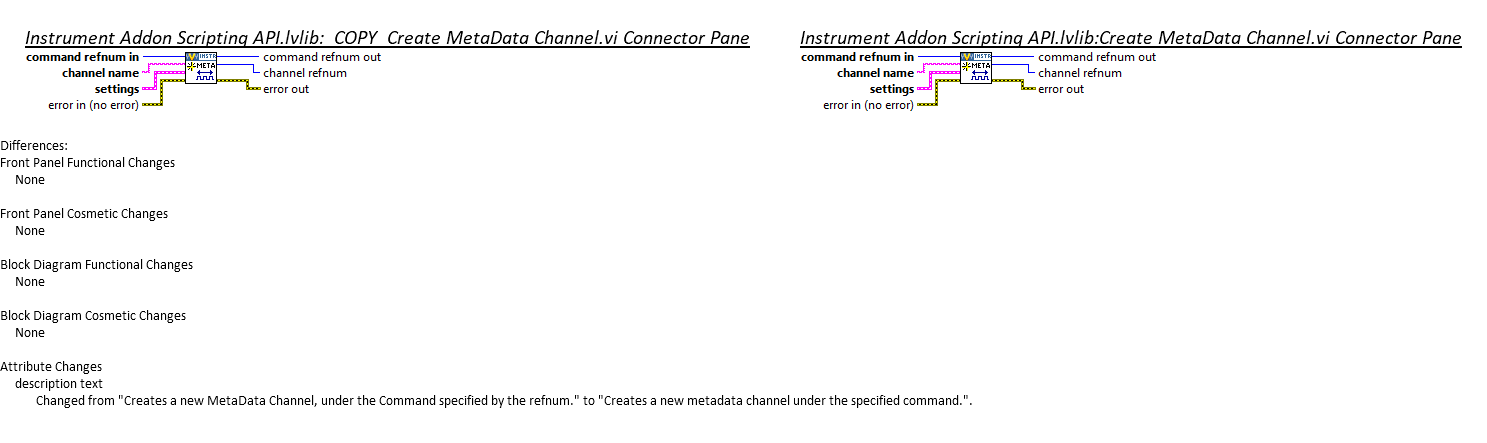 Instrument Addon Scripting API.lvlib:_COPY_Create MetaData Channel.vi Connector Pane
command refnum in
channel name
settings
error in (no error)
INSTR
META
command refnum out
channel refnum
error out
Instrument Addon Scripting API.lvlib:Create MetaData Channel.vi Connector Pane
command refnum in
channel name
settings
error in (no error)
INSTR
META
command refnum out
channel refnum
error out
Differences:
Front Panel Functional Changes
None
Front Panel Cosmetic Changes
None
Block Diagram Functional Changes
None
Block Diagram Cosmetic Changes
None
Attribute Changes
description text
Changed from "Creates a new MetaData Channel, under the Command specified by the refnum." to "Creates a new metadata channel under the specified command.".